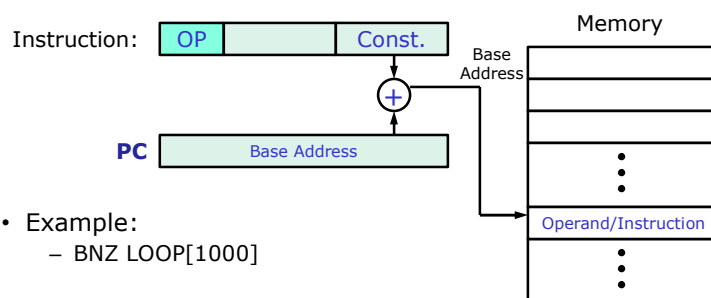 Memory
Instruction: OP Const.
Base
Address
+
PC Base Address
Operand/Instruction
• Example:
– BNZ LOOP[1000]